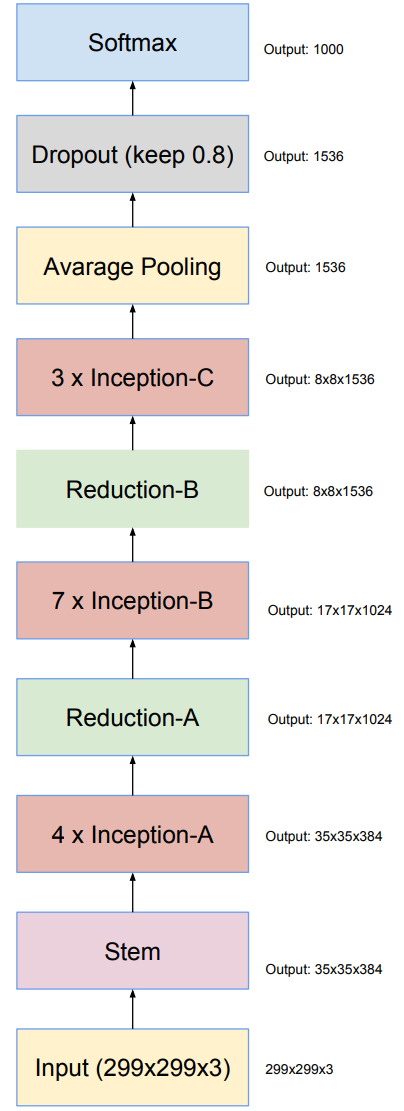 Softmax
Output: 1000
Dropout (keep 0.8)
Output: 1536
Avarage Pooling
Output: 1536
3 x Inception-C
Output: 8x8x1536
Reduction-B
Output: 8x8x1536
7 x Inception-B
Output: 17x17x1024
Reduction-A
Output: 17x17x1024
4 x Inception-A
Output: 35x35x384
Stem
Output: 35x35x384
Input (299x299x3)
299x299x3